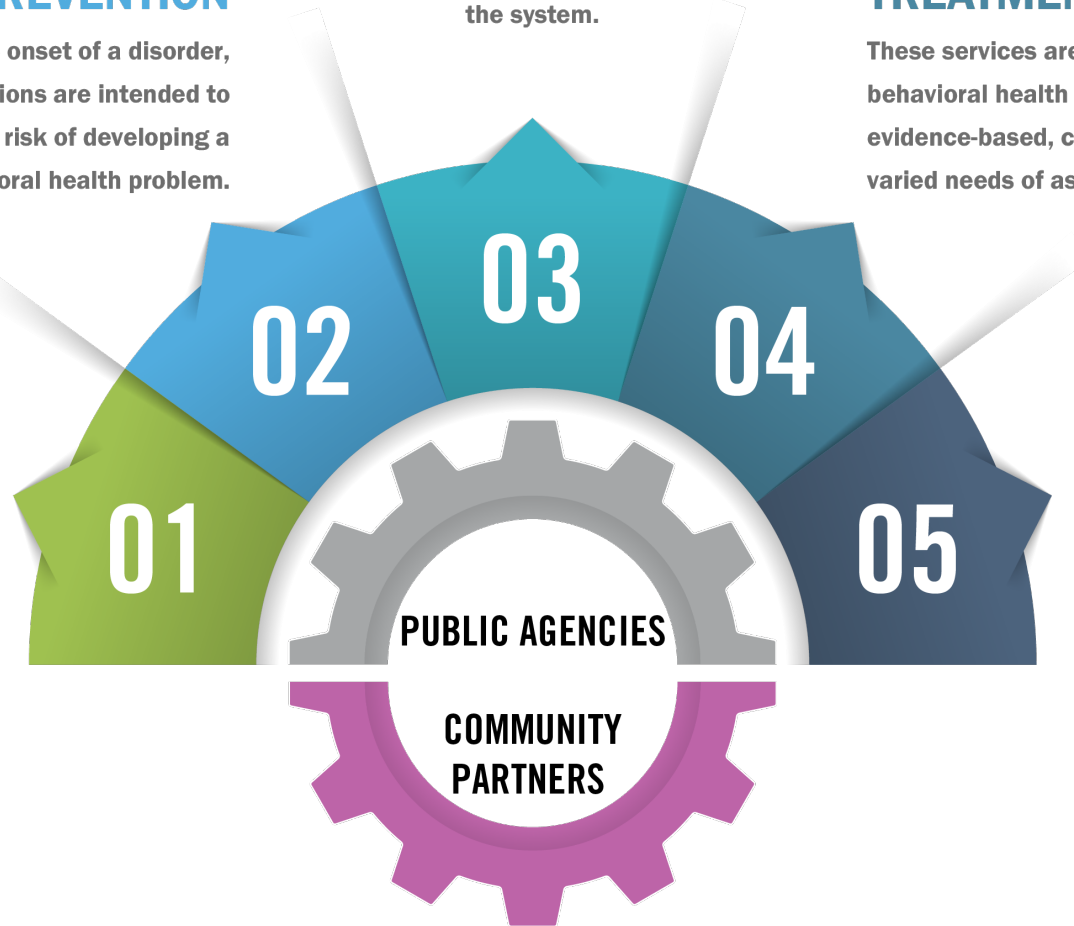 REVENTION
onset of a disorder,
ions are intended to
risk of developing a
oral health problem.
the system.
TREATMEN
These services are
behavioral health
evidence-based, c
varied needs of as
01
02
03
04
05
PUBLIC AGENCIES
COMMUNITY
PARTNERS